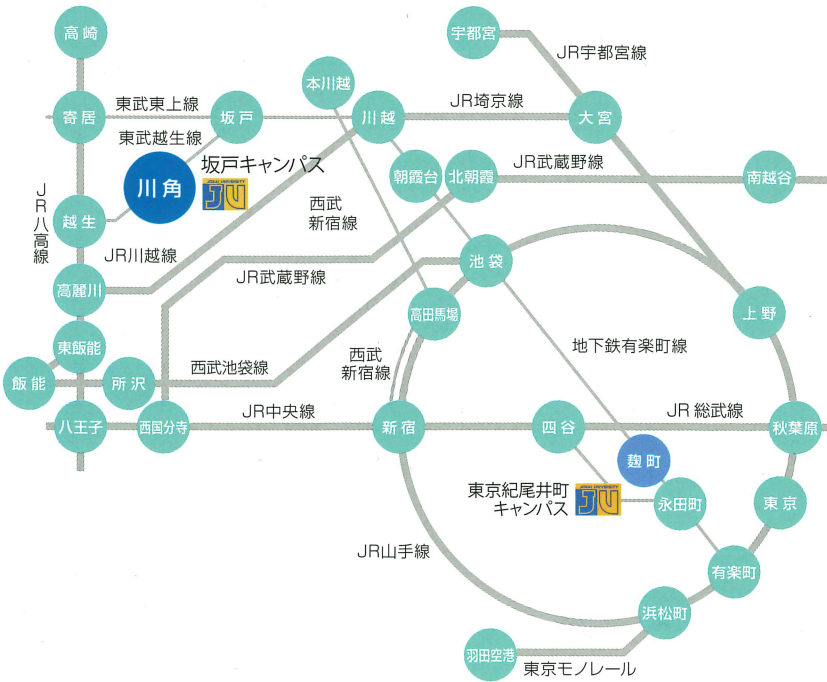 高崎
宇都宮
JR宇都宮線
本川越
寄居
東武東上線
坂戸
川越
JR埼京線
大宮
東武越生線
坂戸キャンパス
川角
JOSAI UNIVERSITY
JU
朝霞台
北朝霞
JR武蔵野線
南越谷
JR八高線
越生
西武
新宿線
JR川越線
JR武蔵野線
池袋
高麗川
高田馬場
上野
東飯能
地下鉄有楽町線
西武
新宿線
飯能
所沢
西武池袋線
八王子
西国分寺
JR中央線
新宿
四谷
JR総武線
秋葉原
麹町
東京紀尾井町
キャンパス
JOSAI UNIVERSITY
JU
永田町
東京
JR山手線
有楽町
浜松町
羽田空港
東京モノレール